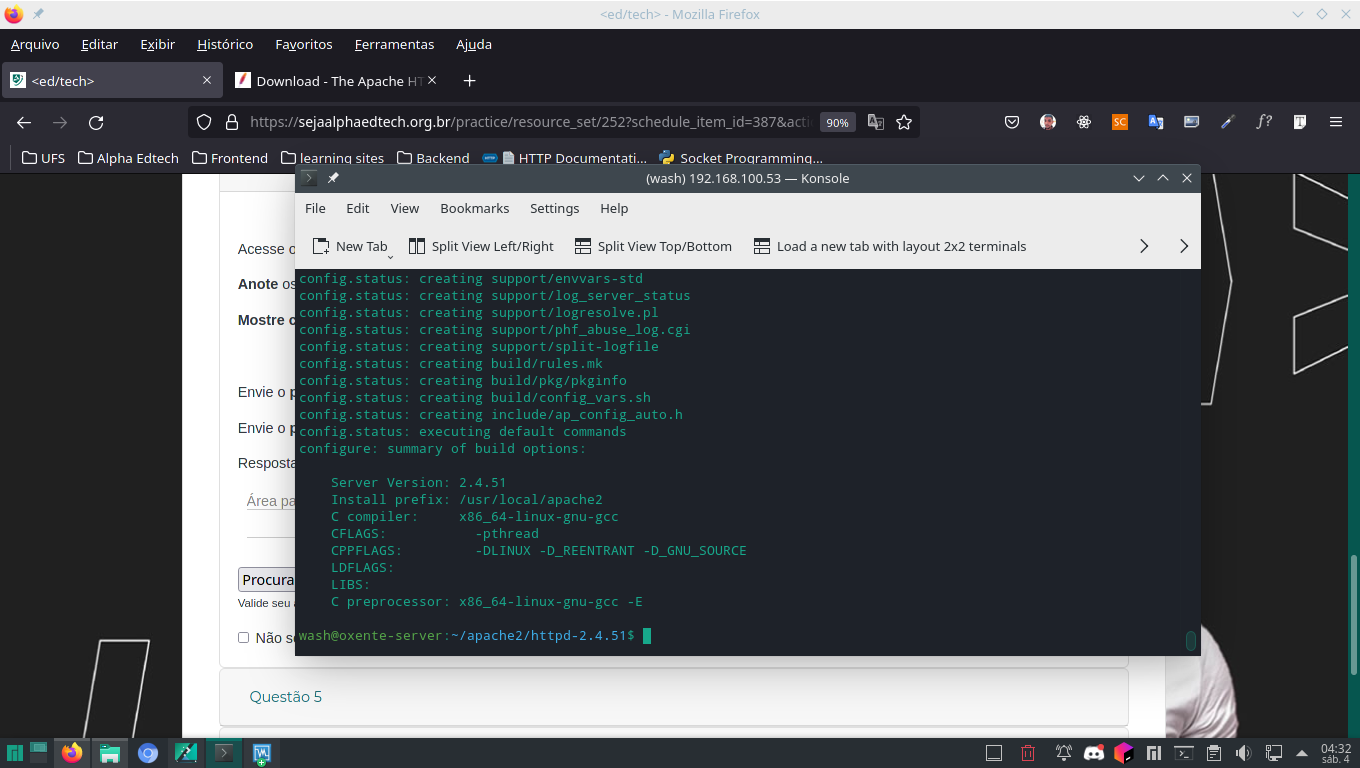 <ed/tech> - Mozilla Firefox
Arquivo Editar Exibir Histórico Favoritos Ferramentas Ajuda
<ed/tech>
Download - The Apache HT
https://sejaalphaedtech.org.br/practice/resource_set/252?schedule_item_id=387&acti
90%
SC
f?
T
UFS Alpha Edtech Frontend learning sites Backend HTTP Documentati… Socket Programming…
(wash) 192.168.100.53 — Konsole
File Edit View Bookmarks Settings Help
New Tab Split View Left/Right Split View Top/Bottom Load a new tab with layout 2x2 terminals
Acesse
Anote os
Mostre
Envie o
Envie o
Resposta
Área pa
Procura
Valide seu
Não
config.status: creating support/envvars-std
config.status: creating support/log_server_status
config.status: creating support/logresolve.pl
config.status: creating support/phf_abuse_log.cgi
config.status: creating support/split-logfile
config.status: creating build/rules.mk
config.status: creating build/pkg/pkginfo
config.status: creating build/config_vars.sh
config.status: creating include/ap_config_auto.h
config.status: executing default commands
configure: summary of build options:
Server Version: 2.4.51
Install prefix: /usr/local/apache2
C compiler: x86_64-linux-gnu-gcc
CFLAGS: -pthread
CPPFLAGS: -DLINUX -D_REENTRANT -D_GNU_SOURCE
LDFLAGS:
LIBS:
C preprocessor: x86_64-linux-gnu-gcc -E
wash@oxente-server:~/apache2/httpd-2.4.51$
Questão 5
04:32
sáb. 4